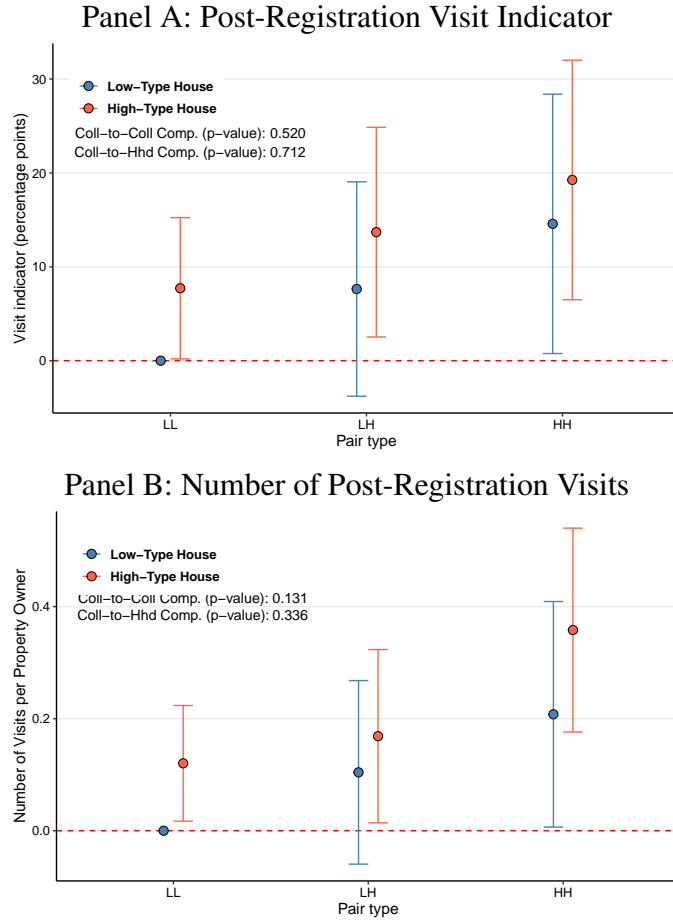 Panel A: Post-Registration Visit Indicator
Visit indicator (percentage points)
30
20
10
0
Low−Type House
High−Type House
Coll−to−Coll Comp. (p−value): 0.520
Coll−to−Hhd Comp. (p−value): 0.712
LL
LH
HH
Pair type
Panel B: Number of Post-Registration Visits
Number of Visits per Property Owner
0.4
0.2
0.0
Low−Type House
High−Type House
Coll−to−Coll Comp. (p−value): 0.131
Coll−to−Hhd Comp. (p−value): 0.336
LL
LH
HH
Pair type